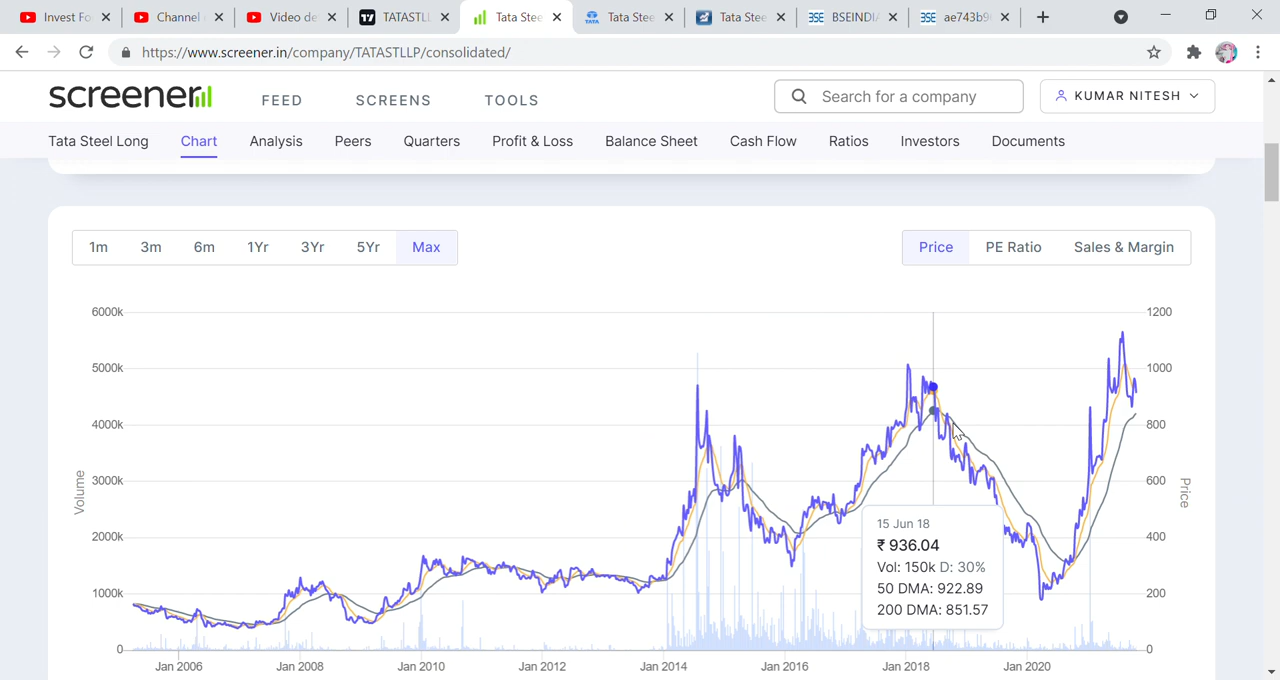 Invest Fo
Channel
Video de
TATASTLL
Tata Stee
Tata Stee
Tata Stee
BSEINDIA
ae743b9
https://www.screener.in/company/TATASTLLP/consolidated/
screener
FEED
SCREENS
TOOLS
Search for a company
KUMAR NITESH
Tata Steel Long
Chart
Analysis
Peers
Quarters
Profit & Loss
Balance Sheet
Cash Flow
Ratios
Investors
Documents
1m
3m
6m
1Yr
3Yr
5Yr
Max
Price
PE Ratio
Sales & Margin
6000k
5000k
4000k
3000k
2000k
1000k
0
Volume
1200
1000
800
600
400
200
0
Price
15 Jun 18
₹ 936.04
Vol: 150k D: 30%
50 DMA: 922.89
200 DMA: 851.57
Jan 2006
Jan 2008
Jan 2010
Jan 2012
Jan 2014
Jan 2016
Jan 2018
Jan 2020